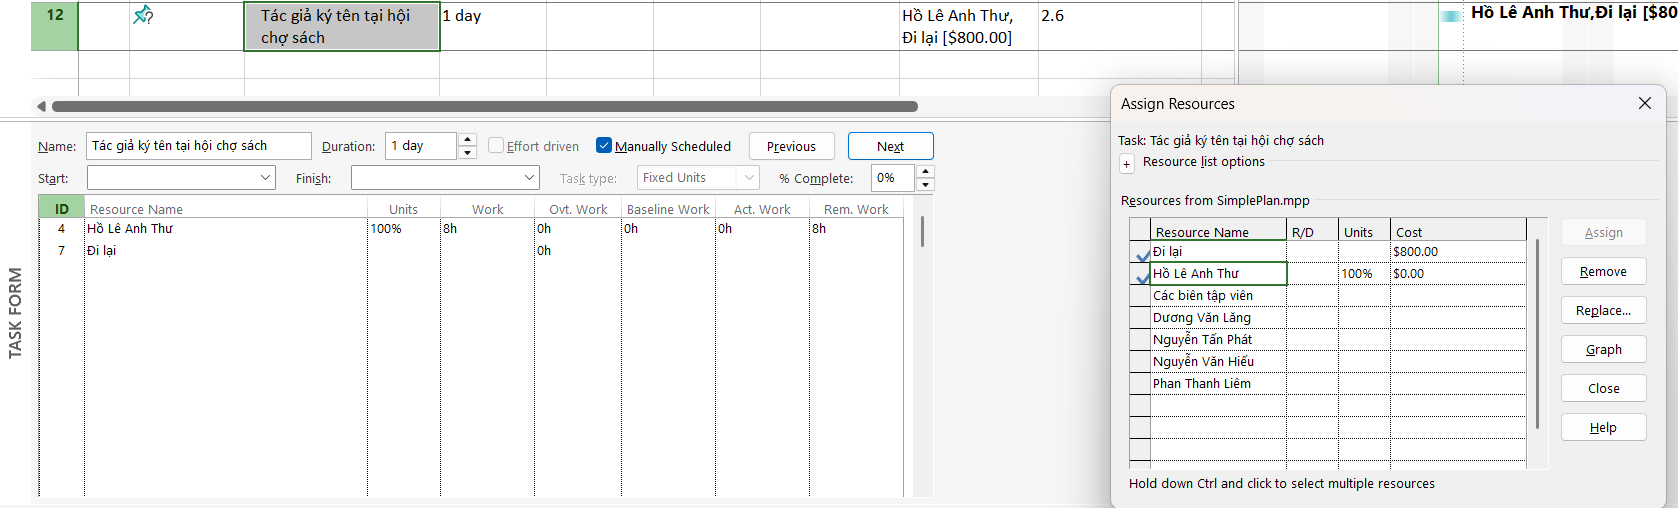 12
Tác giả ký tên tại hội
chợ sách
1 day
Hồ Lê Anh Thư,
Đi lại [$800.00]
2.6
Hồ Lê Anh Thư,Đi lại [$80
TASK FORM
Name: Tác giả ký tên tại hội chợ sách Duration: 1 day Effort driven Manually Scheduled Previous Next
Start: Finish: Task type: Fixed Units % Complete: 0%
ID Resource Name Units Work Ovt. Work Baseline Work Act. Work Rem. Work
4 Hồ Lê Anh Thư 100% 8h 0h 0h 0h 8h
7 Đi lại 0h
Assign Resources
Task: Tác giả ký tên tại hội chợ sách
+ Resource list options
Resources from SimplePlan.mpp
Resource Name R/D Units Cost
Đi lại $800.00
Hồ Lê Anh Thư 100% $0.00
Các biên tập viên
Dương Văn Lăng
Nguyễn Tấn Phát
Nguyễn Văn Hiếu
Phan Thanh Liêm
Assign
Remove
Replace...
Graph
Close
Help
Hold down Ctrl and click to select multiple resources